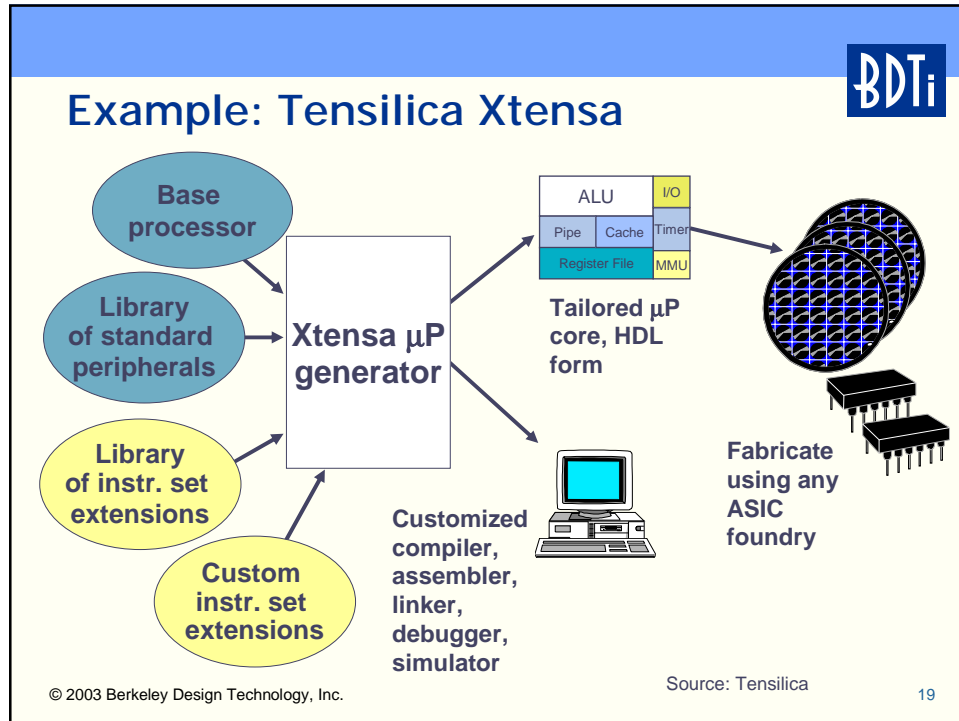 BDTi
Example: Tensilica Xtensa
Base
processor
Library
of standard
peripherals
Library
of instr. set
extensions
Custom
instr. set
extensions
Xtensa μP
generator
ALU
I/O
Pipe
Cache
Timer
Register File
MMU
Tailored μP
core, HDL
form
Customized
compiler,
assembler,
linker,
debugger,
simulator
Fabricate
using any
ASIC
foundry
Source: Tensilica
© 2003 Berkeley Design Technology, Inc.
19